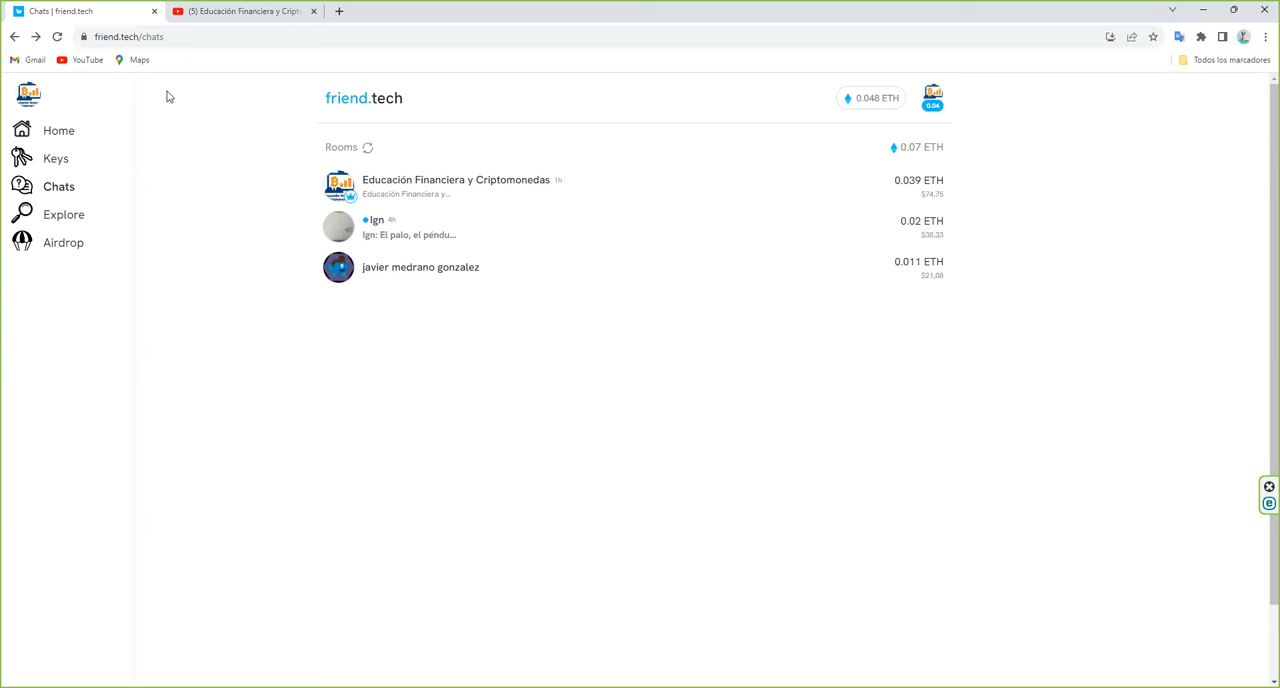 Chats | friend.tech
(5) Educación Financiera y Cript
friend.tech/chats
Gmail
YouTube
Maps
Todos los marcadores
Home
Keys
Chats
Explore
Airdrop
friend.tech
0.048 ETH
0.04
Rooms
0.07 ETH
Educación Financiera y Criptomonedas 1h
Educación Financiera y...
0.039 ETH
$74,75
Ign 4h
Ign: El palo, el péndu...
0.02 ETH
$38,33
javier medrano gonzalez
0.011 ETH
$21,08